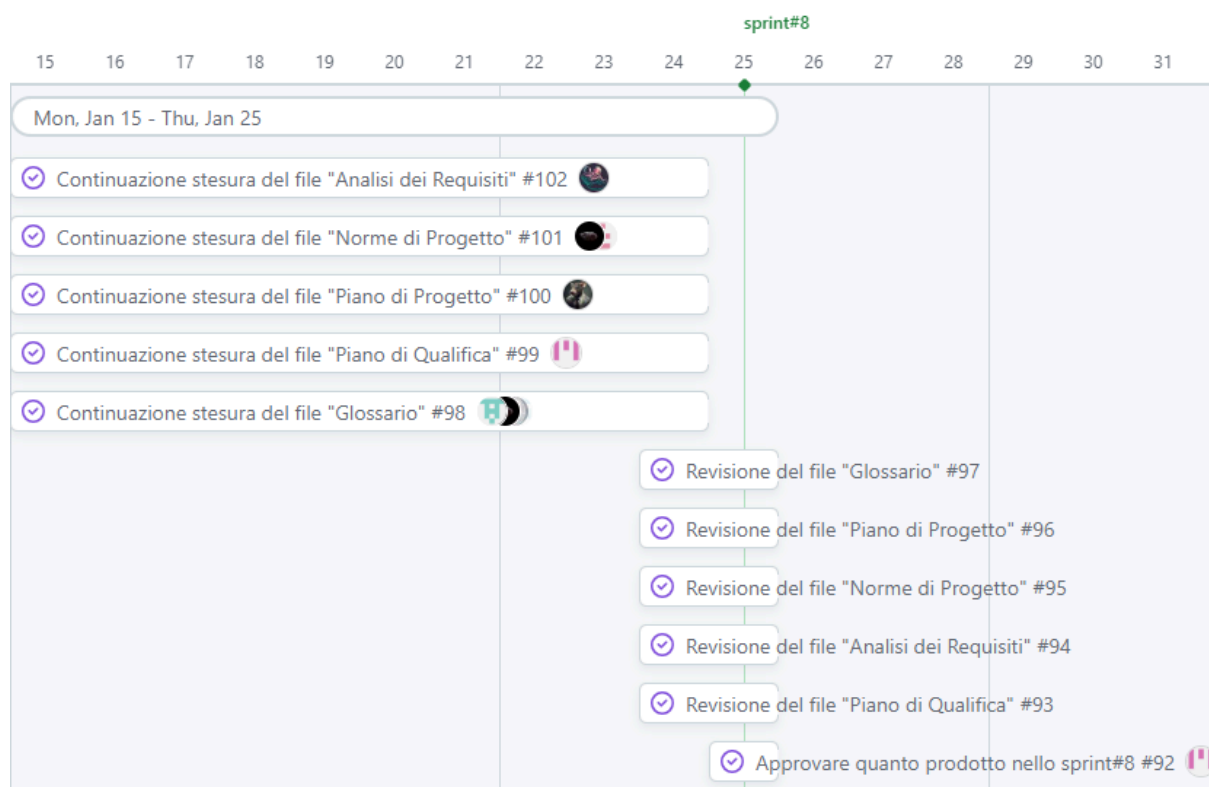 sprint#8
15 16 17 18 19 20 21 22 23 24 25 26 27 28 29 30 31
Mon, Jan 15 - Thu, Jan 25
Continuazione stesura del file "Analisi dei Requisiti" #102
Continuazione stesura del file "Norme di Progetto" #101
Continuazione stesura del file "Piano di Progetto" #100
Continuazione stesura del file "Piano di Qualifica" #99
Continuazione stesura del file "Glossario" #98
Revisione del file "Glossario" #97
Revisione del file "Piano di Progetto" #96
Revisione del file "Norme di Progetto" #95
Revisione del file "Analisi dei Requisiti" #94
Revisione del file "Piano di Qualifica" #93
Approvare quanto prodotto nello sprint#8 #92